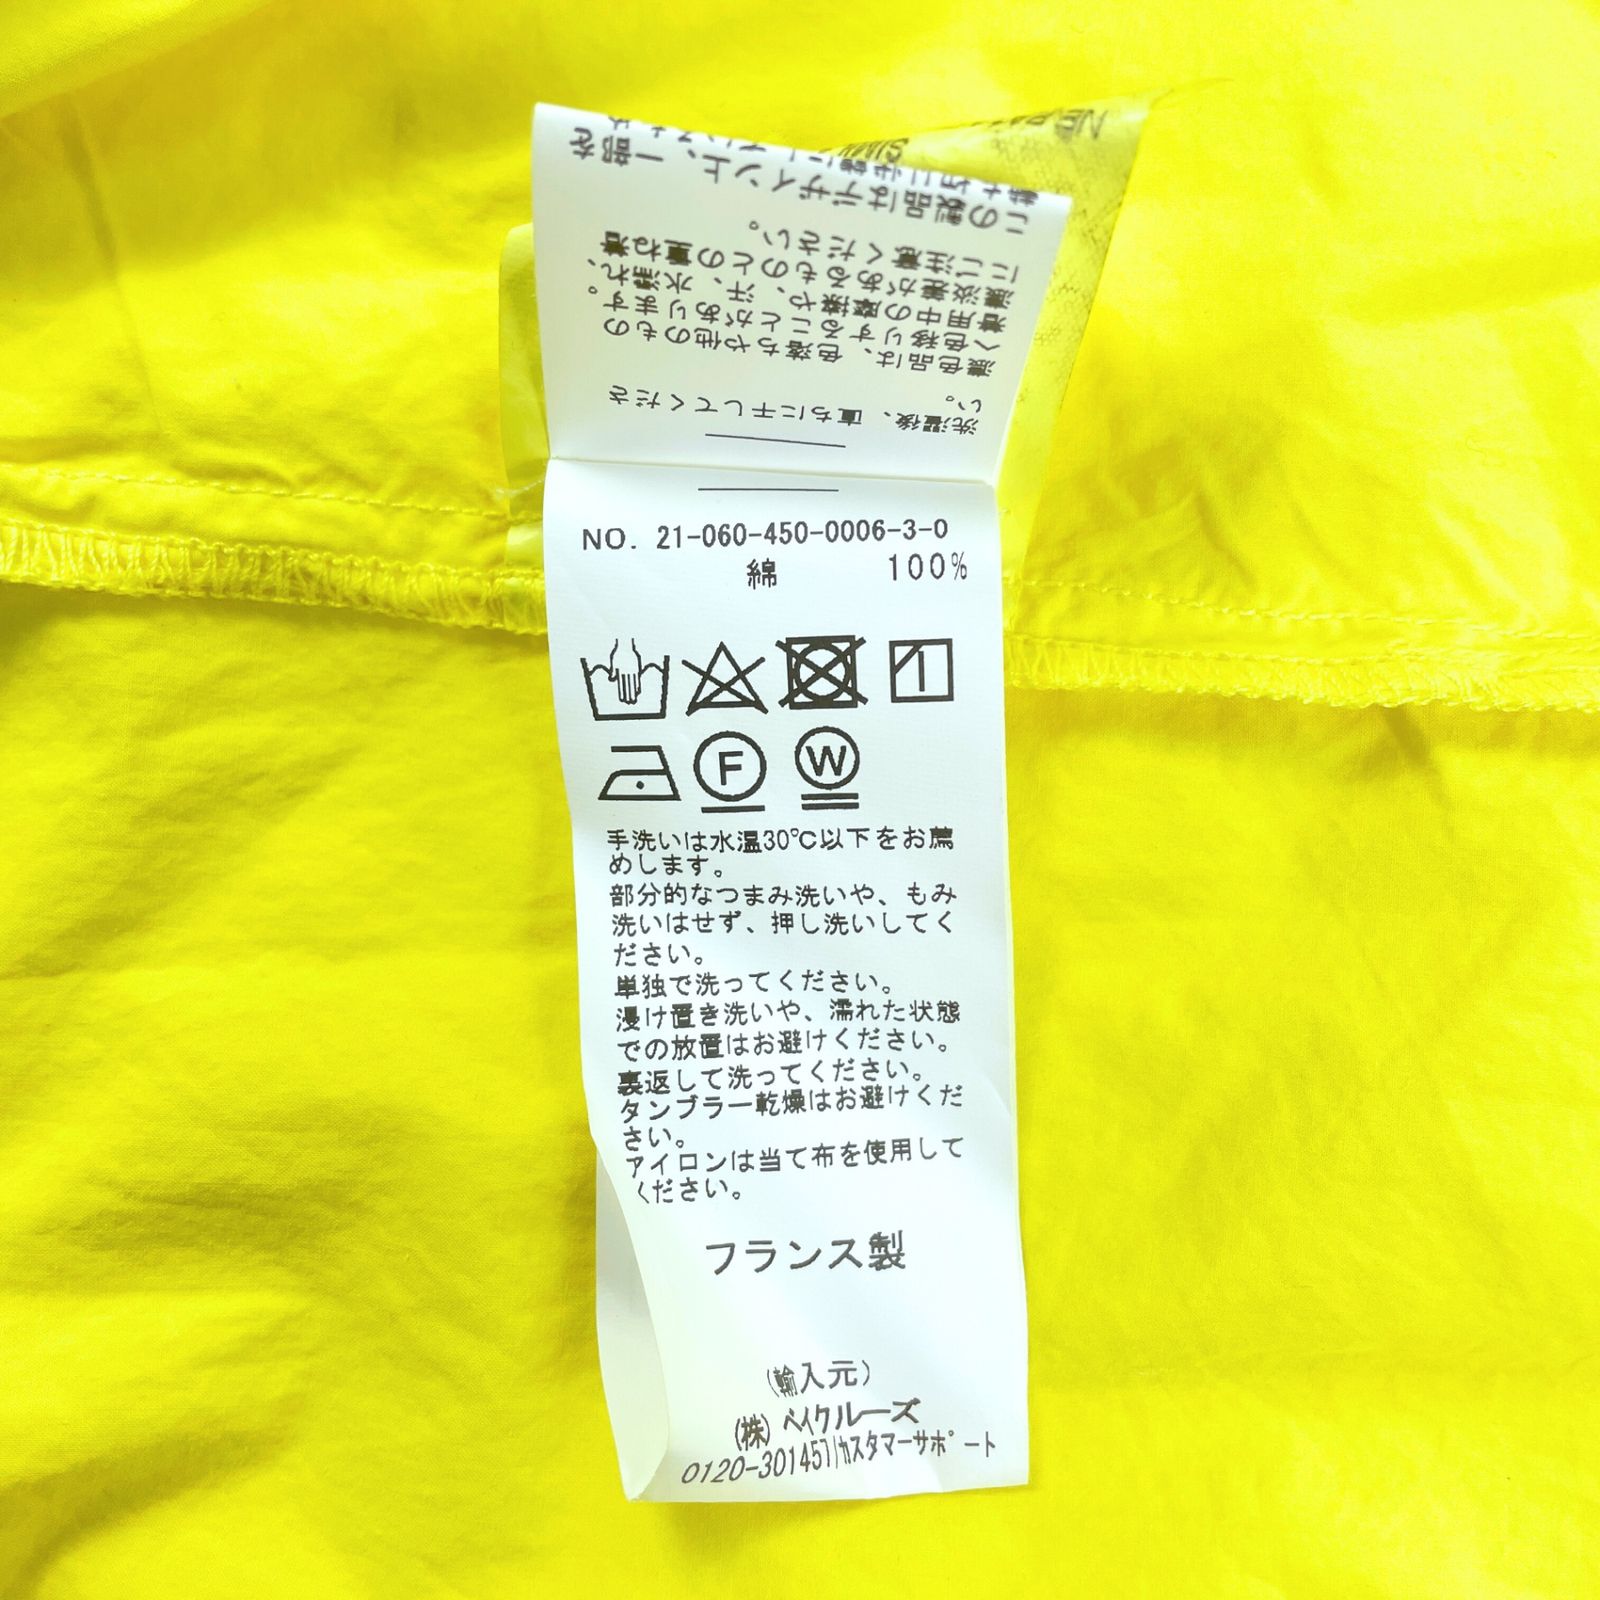 この製品はデザイン上、一部を
にご注意ください。
濃淡差があるものとの重ね着
着用中の摩擦や、汗、水濡れ、
へ色移りすることがあります。
濃色品は、色落ちや他のもの
い。
洗濯後、直ちに干してくださ
NO. 21-060-450-0006-3-0
綿 100%
F W
手洗いは水温30℃以下をお薦
めします。
部分的なつまみ洗いや、もみ
洗いはせず、押し洗いしてく
ださい。
単独で洗ってください。
浸け置き洗いや、濡れた状態
での放置はお避けください。
裏返して洗ってください。
タンブラー乾燥はお避けくだ
さい。
アイロンは当て布を使用して
ください。
フランス製
(輸入元)
(株)ベイクルーズ
0120-301457/カスタマーサポート